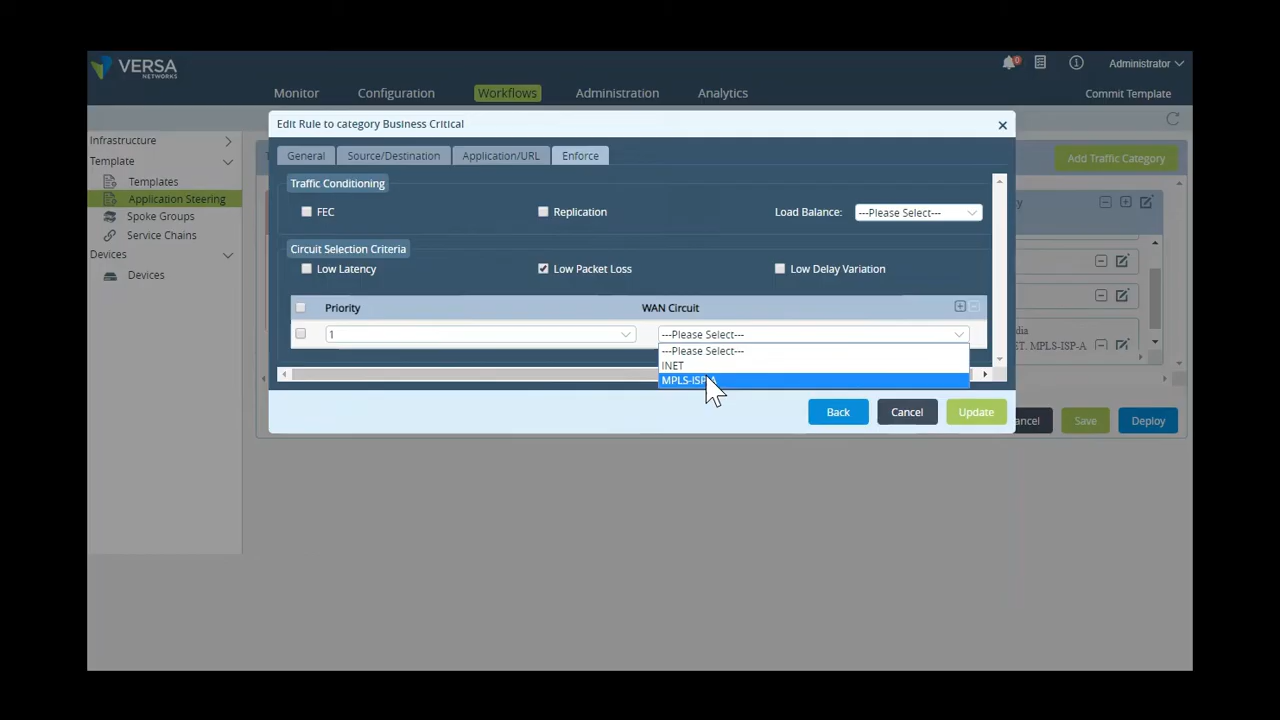 VERSA
NETWORKS
0
Administrator
Monitor
Configuration
Workflows
Administration
Analytics
Commit Template
Edit Rule to category Business Critical
Infrastructure
Template
Templates
Application Steering
Spoke Groups
Service Chains
Devices
Devices
General
Source/Destination
Application/URL
Enforce
Add Traffic Category
Traffic Conditioning
FEC
Replication
Load Balance:
---Please Select---
Circuit Selection Criteria
Low Latency
Low Packet Loss
Low Delay Variation
Priority
WAN Circuit
1
---Please Select---
---Please Select---
INET
MPLS-ISP-A
MPLS-ISP-A
Back
Cancel
Update
Save
Deploy